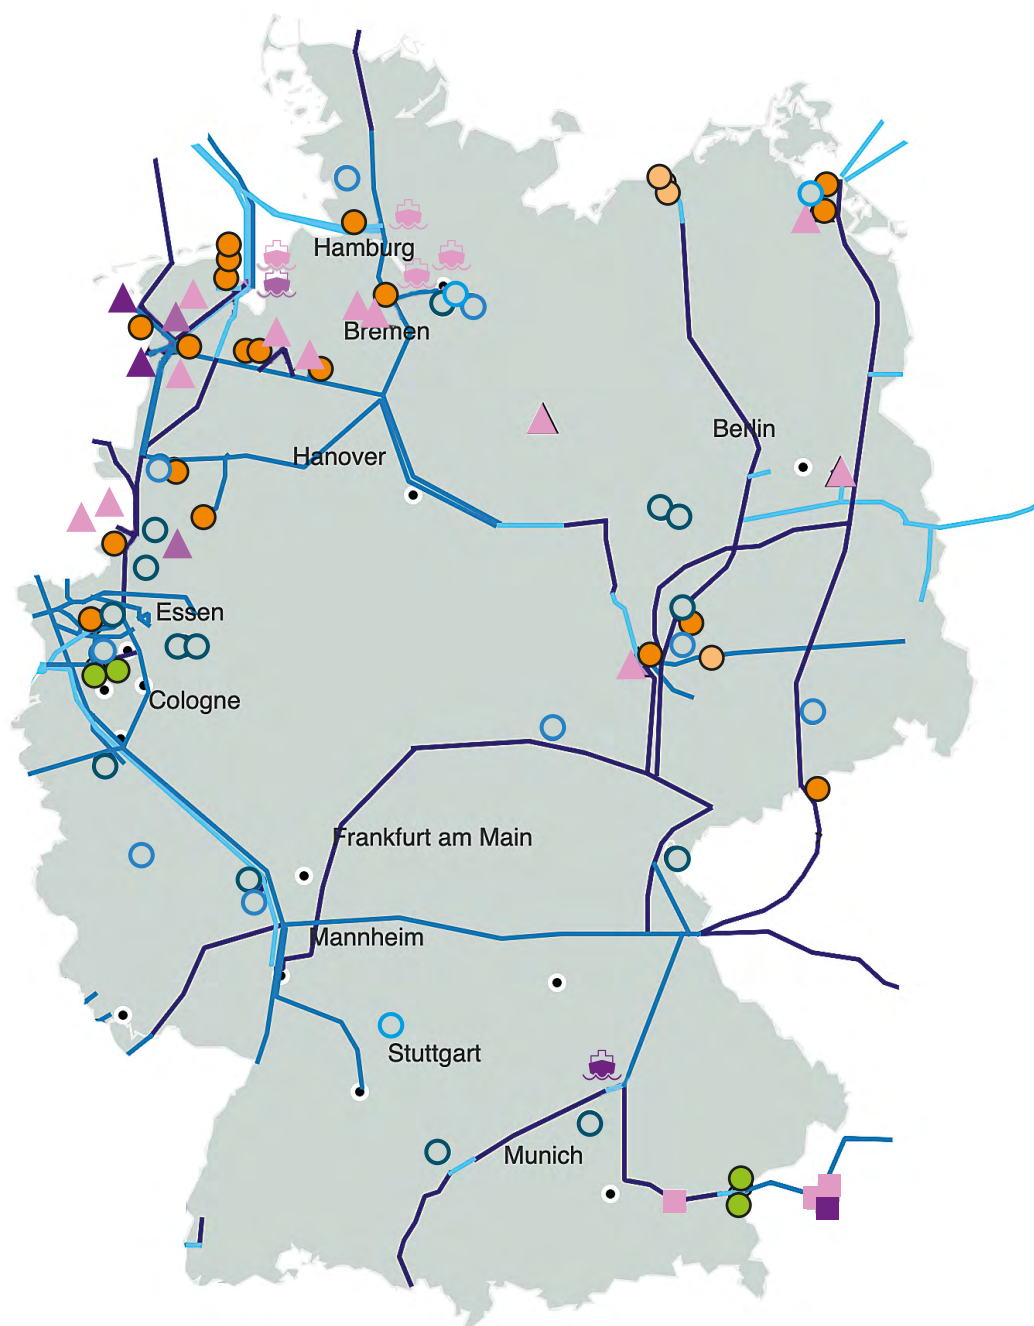 Hamburg
Bremen
Berlin
Hanover
Essen
Cologne
Frankfurt am Main
Mannheim
Stuttgart
Munich